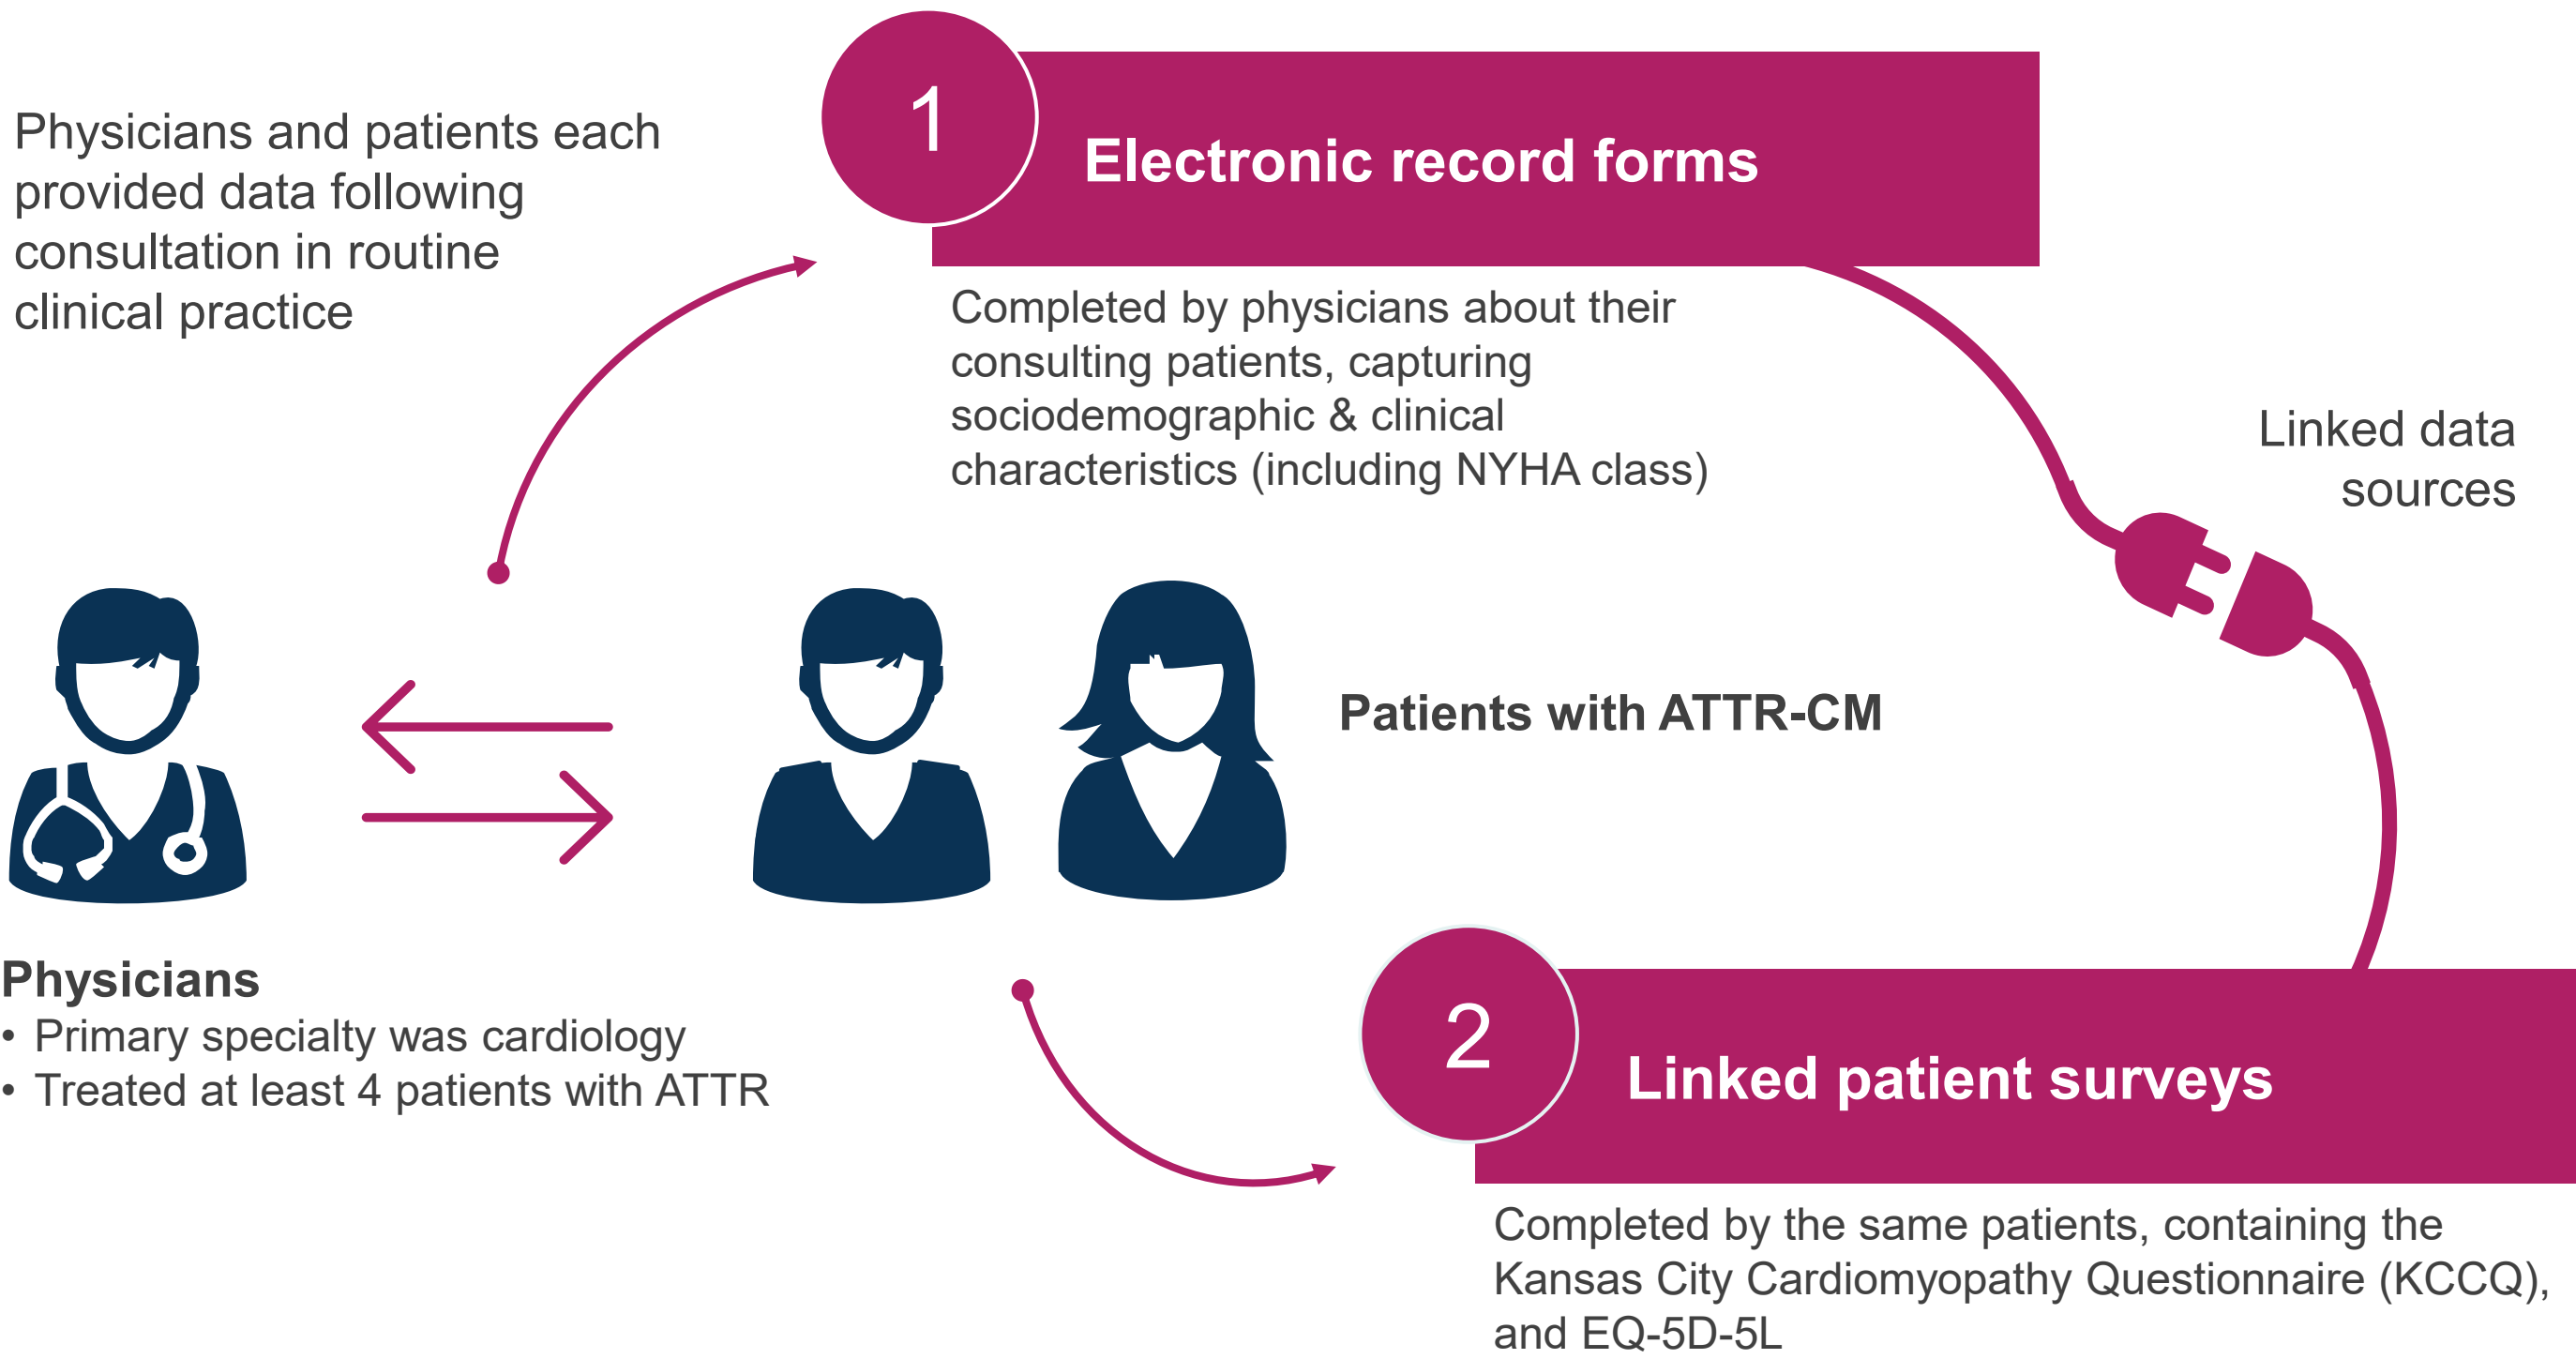 Physicians and patients each
provided data following
consultation in routine
clinical practice
1
Electronic record forms
Completed by physicians about their
consulting patients, capturing
sociodemographic & clinical
characteristics (including NYHA class)
Linked data
sources
Patients with ATTR-CM
Physicians
• Primary specialty was cardiology
• Treated at least 4 patients with ATTR
2
Linked patient surveys
Completed by the same patients, containing the
Kansas City Cardiomyopathy Questionnaire (KCCQ),
and EQ-5D-5L